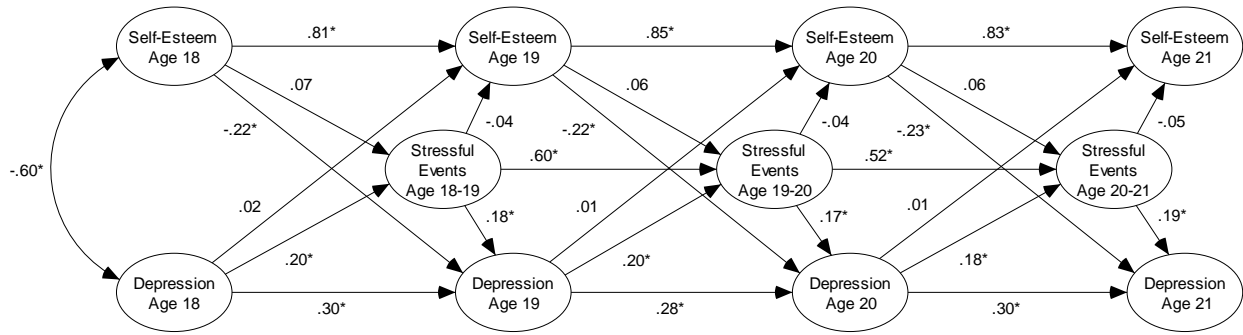 Self-Esteem
Age 18
.81*
Self-Esteem
Age 19
.85*
Self-Esteem
Age 20
.83*
Self-Esteem
Age 21
.07
.06
.06
-.22*
-.04
-.22*
-.04
-.23*
-.05
-.60*
Stressful
Events
Age 18-19
.60*
Stressful
Events
Age 19-20
.52*
Stressful
Events
Age 20-21
.02
.18*
.01
.17*
.01
.19*
.20*
.20*
.18*
Depression
Age 18
.30*
Depression
Age 19
.28*
Depression
Age 20
.30*
Depression
Age 21